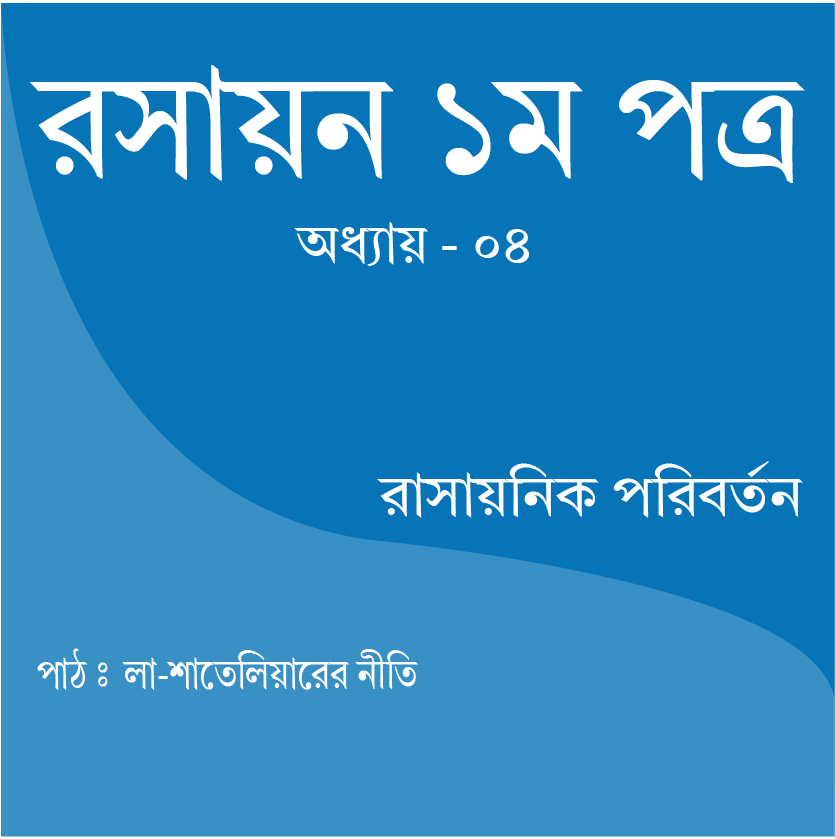 রসায়ন ১ম পত্র
অধ্যায় - ০৪
রাসায়নিক পরিবর্তন
পাঠ ঃ লা-শাতেলিয়ারের নীতি